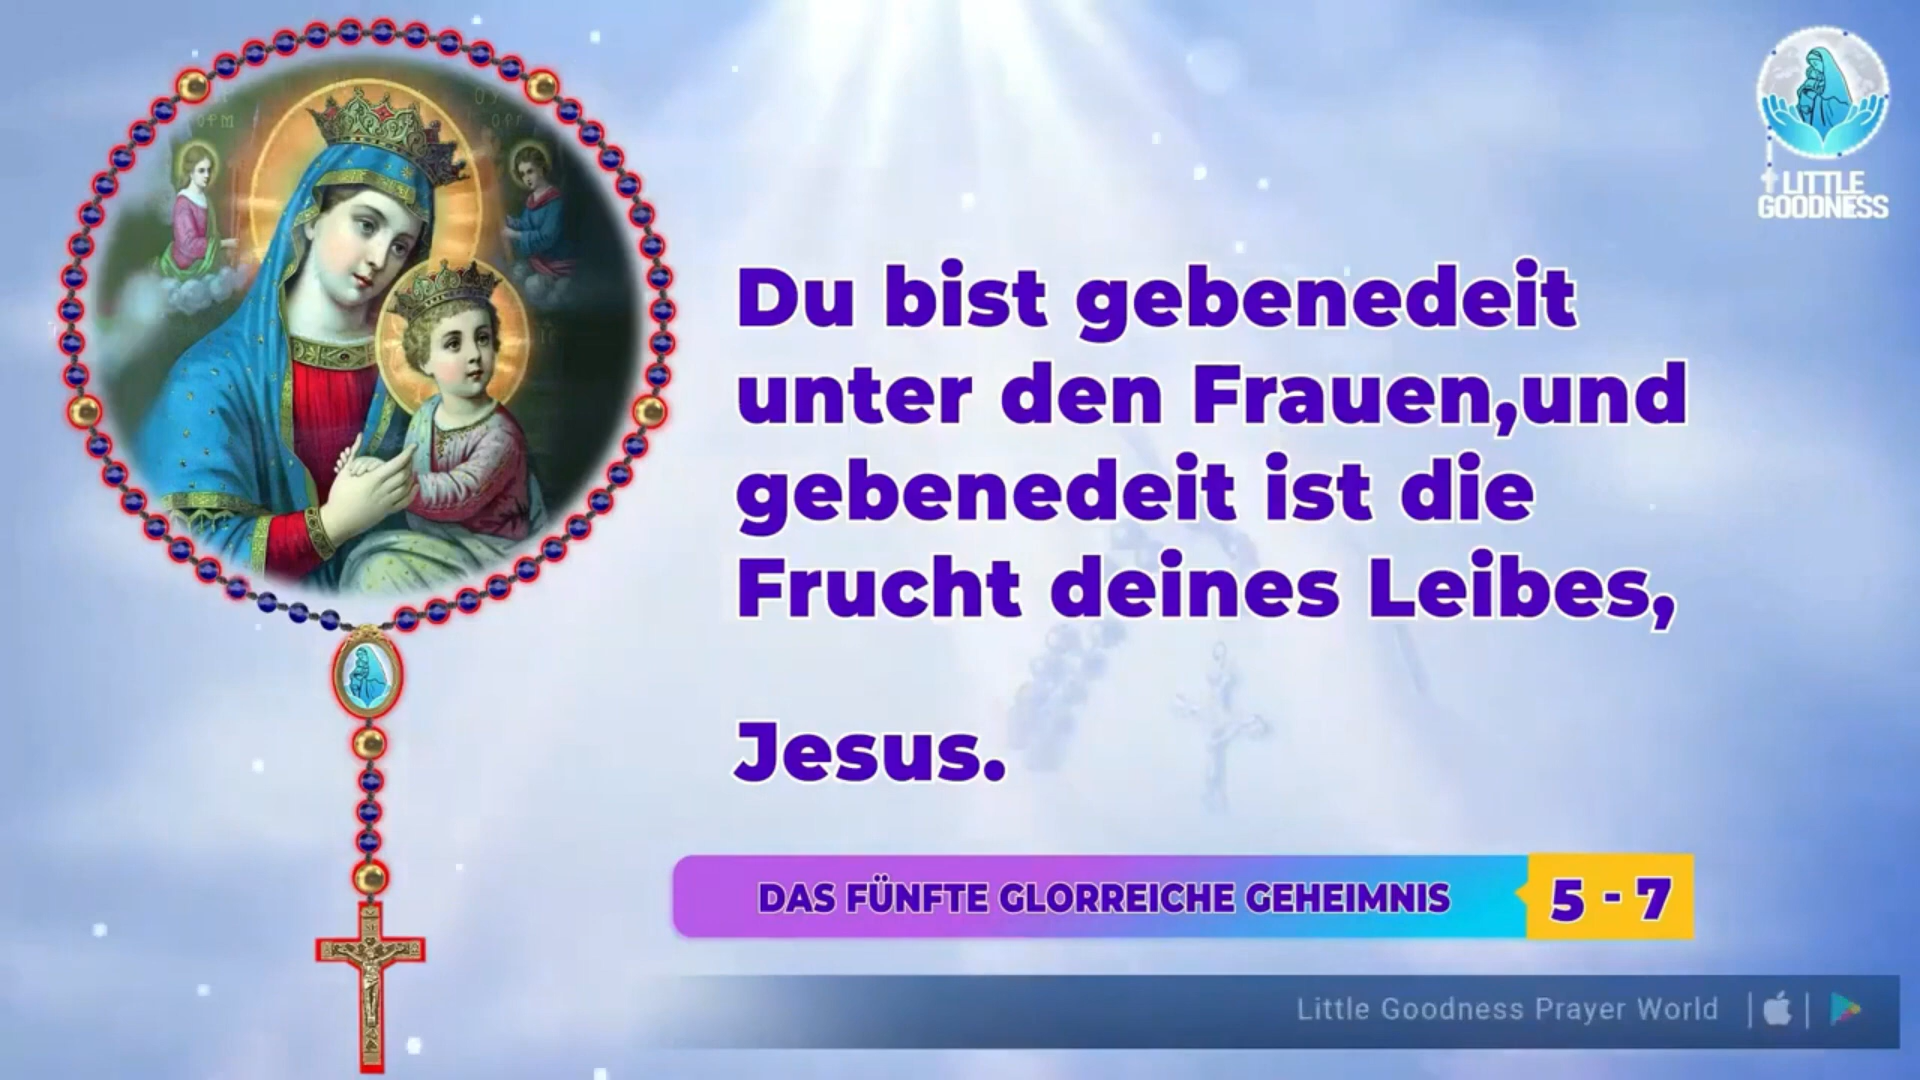 LITTLE
GOODNESS
Du bist gebenedeit
unter den Frauen,und
gebenedeit ist die
Frucht deines Leibes,
Jesus.
DAS FÜNFTE GLORREICHE GEHEIMNIS
5 - 7
Little Goodness Prayer World